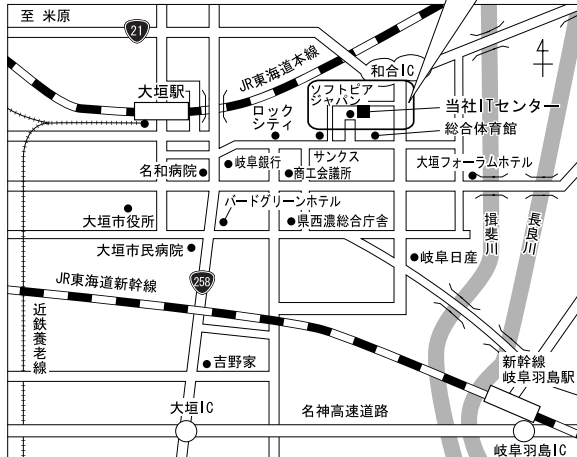 至 米原
21
JR東海道本線
和合IC
4
大垣駅
ソフトピア
ジャパン
ロック
シティ
当社ITセンター
総合体育館
サンクス
名和病院
岐阜銀行
商工会議所
大垣フォーラムホテル
バードグリーンホテル
大垣市役所
県西濃総合庁舎
揖斐川
長良川
大垣市民病院
岐阜日産
JR東海道新幹線
258
近鉄養老線
吉野家
新幹線
岐阜羽島駅
大垣IC
名神高速道路
岐阜羽島IC